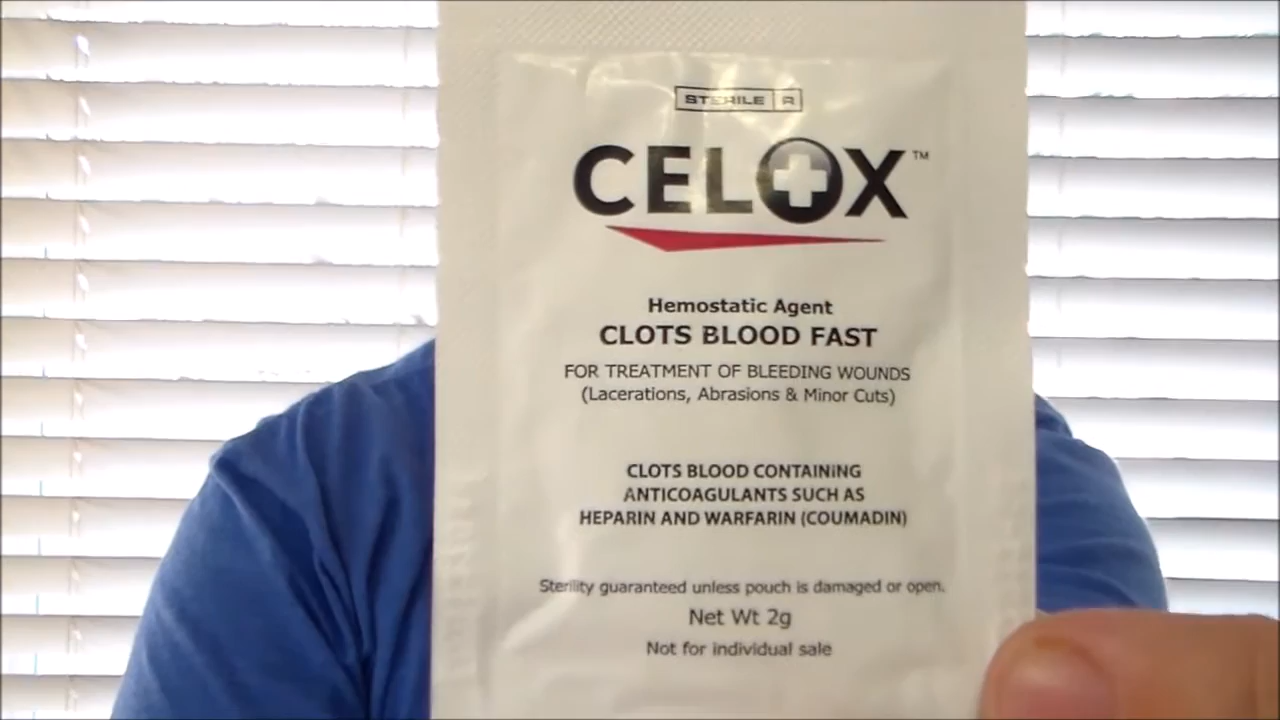 STERILE R
CELOX™
Hemostatic Agent
CLOTS BLOOD FAST
FOR TREATMENT OF BLEEDING WOUNDS
(Lacerations, Abrasions & Minor Cuts)
CLOTS BLOOD CONTAINING
ANTICOAGULANTS SUCH AS
HEPARIN AND WARFARIN (COUMADIN)
Sterility guaranteed unless pouch is damaged or open.
Net Wt 2g
Not for individual sale